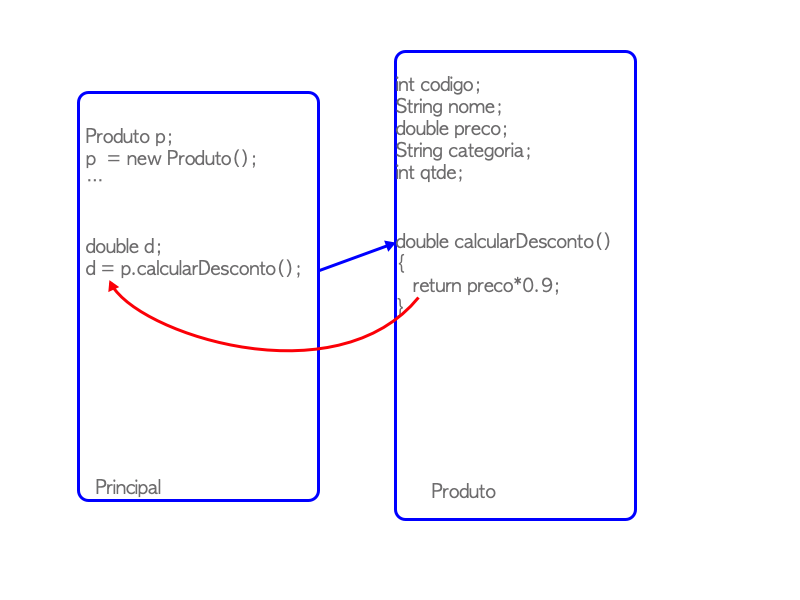 Produto p;
p = new Produto();
...
double d;
d = p.calcularDesconto();
Principal
int codigo;
String nome;
double preco;
String categoria;
int qtde;
double calcularDesconto()
{
return preco*0.9;
}
Produto